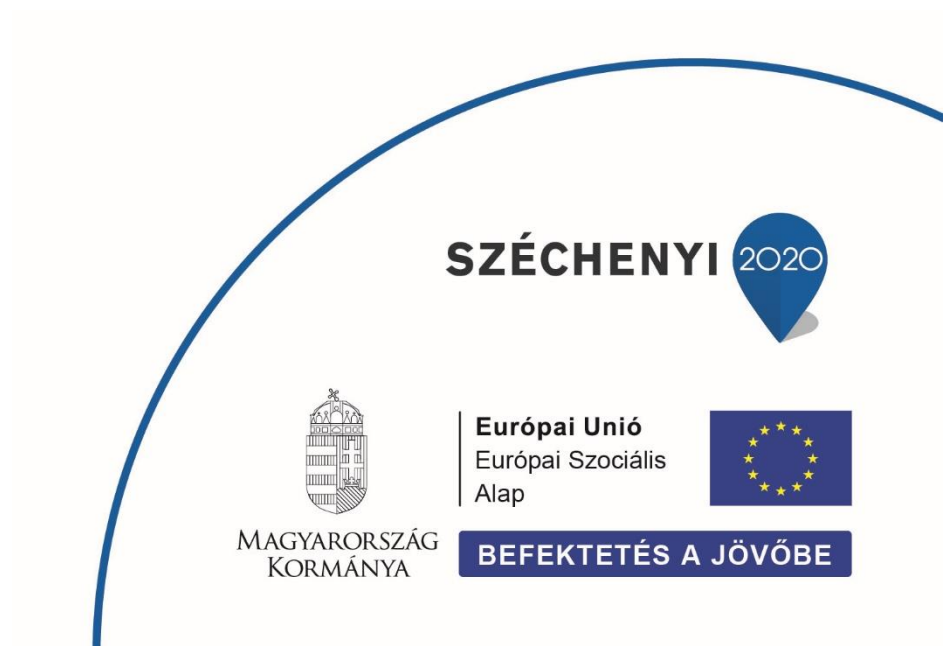 SZÉCHENYI 2020
Európai Unió
Európai Szociális
Alap
MAGYARORSZÁG
KORMÁNYA
BEFEKTETÉS A JÖVŐBE